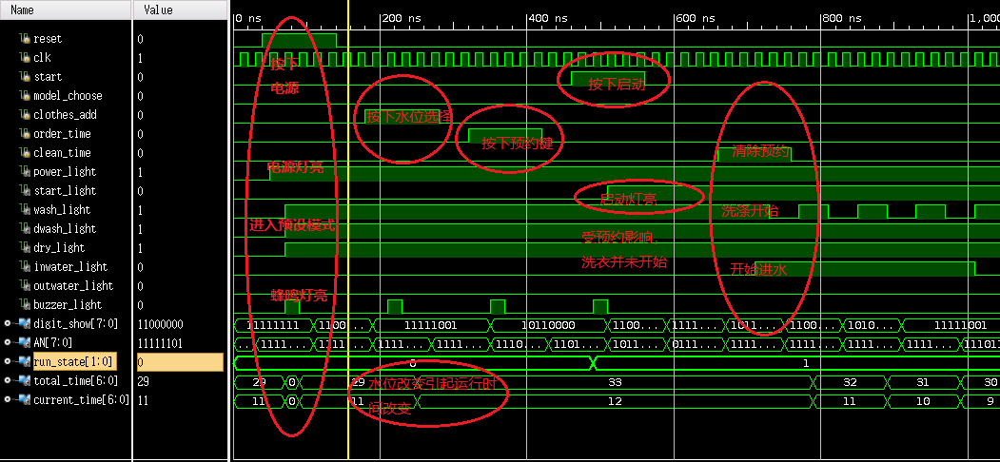 Name Value
0 ns 200 ns 400 ns 600 ns 800 ns 1,000
reset 0
clk 1
按下
start 0
按下启动
电源
model_choose 0
clothes_add 0
按下水位选择
order_time 0
按下预约键
clean_time 0
清除预约
power_light 1
电源灯亮
start_light 0
启动灯亮
wash_light 1
洗涤开始
dwash_light 1
进入预设模式
受预约影响，
dry_light 1
洗衣并未开始
inwater_light 0
开始进水
outwater_light 0
蜂鸣灯亮
buzzer_light 0
digit_show[7:0] 11000000 11111111 1100... 11111001 10110000 1100... 1111... 1011... 1100... 1010... 11111001
AN[7:0] 11111101 ... 1111... 1111... 1111... 1111... 1110... 1101... 1011... 0111... 1111... 1111... 1111... 1111... 111011
run_state[1:0] 0 0 1
total_time[6:0] 29 29 0 29 33 32 31 30
水位改变引起运行时
current_time[6:0] 11 11 0 11 12 11 10 9
间改变